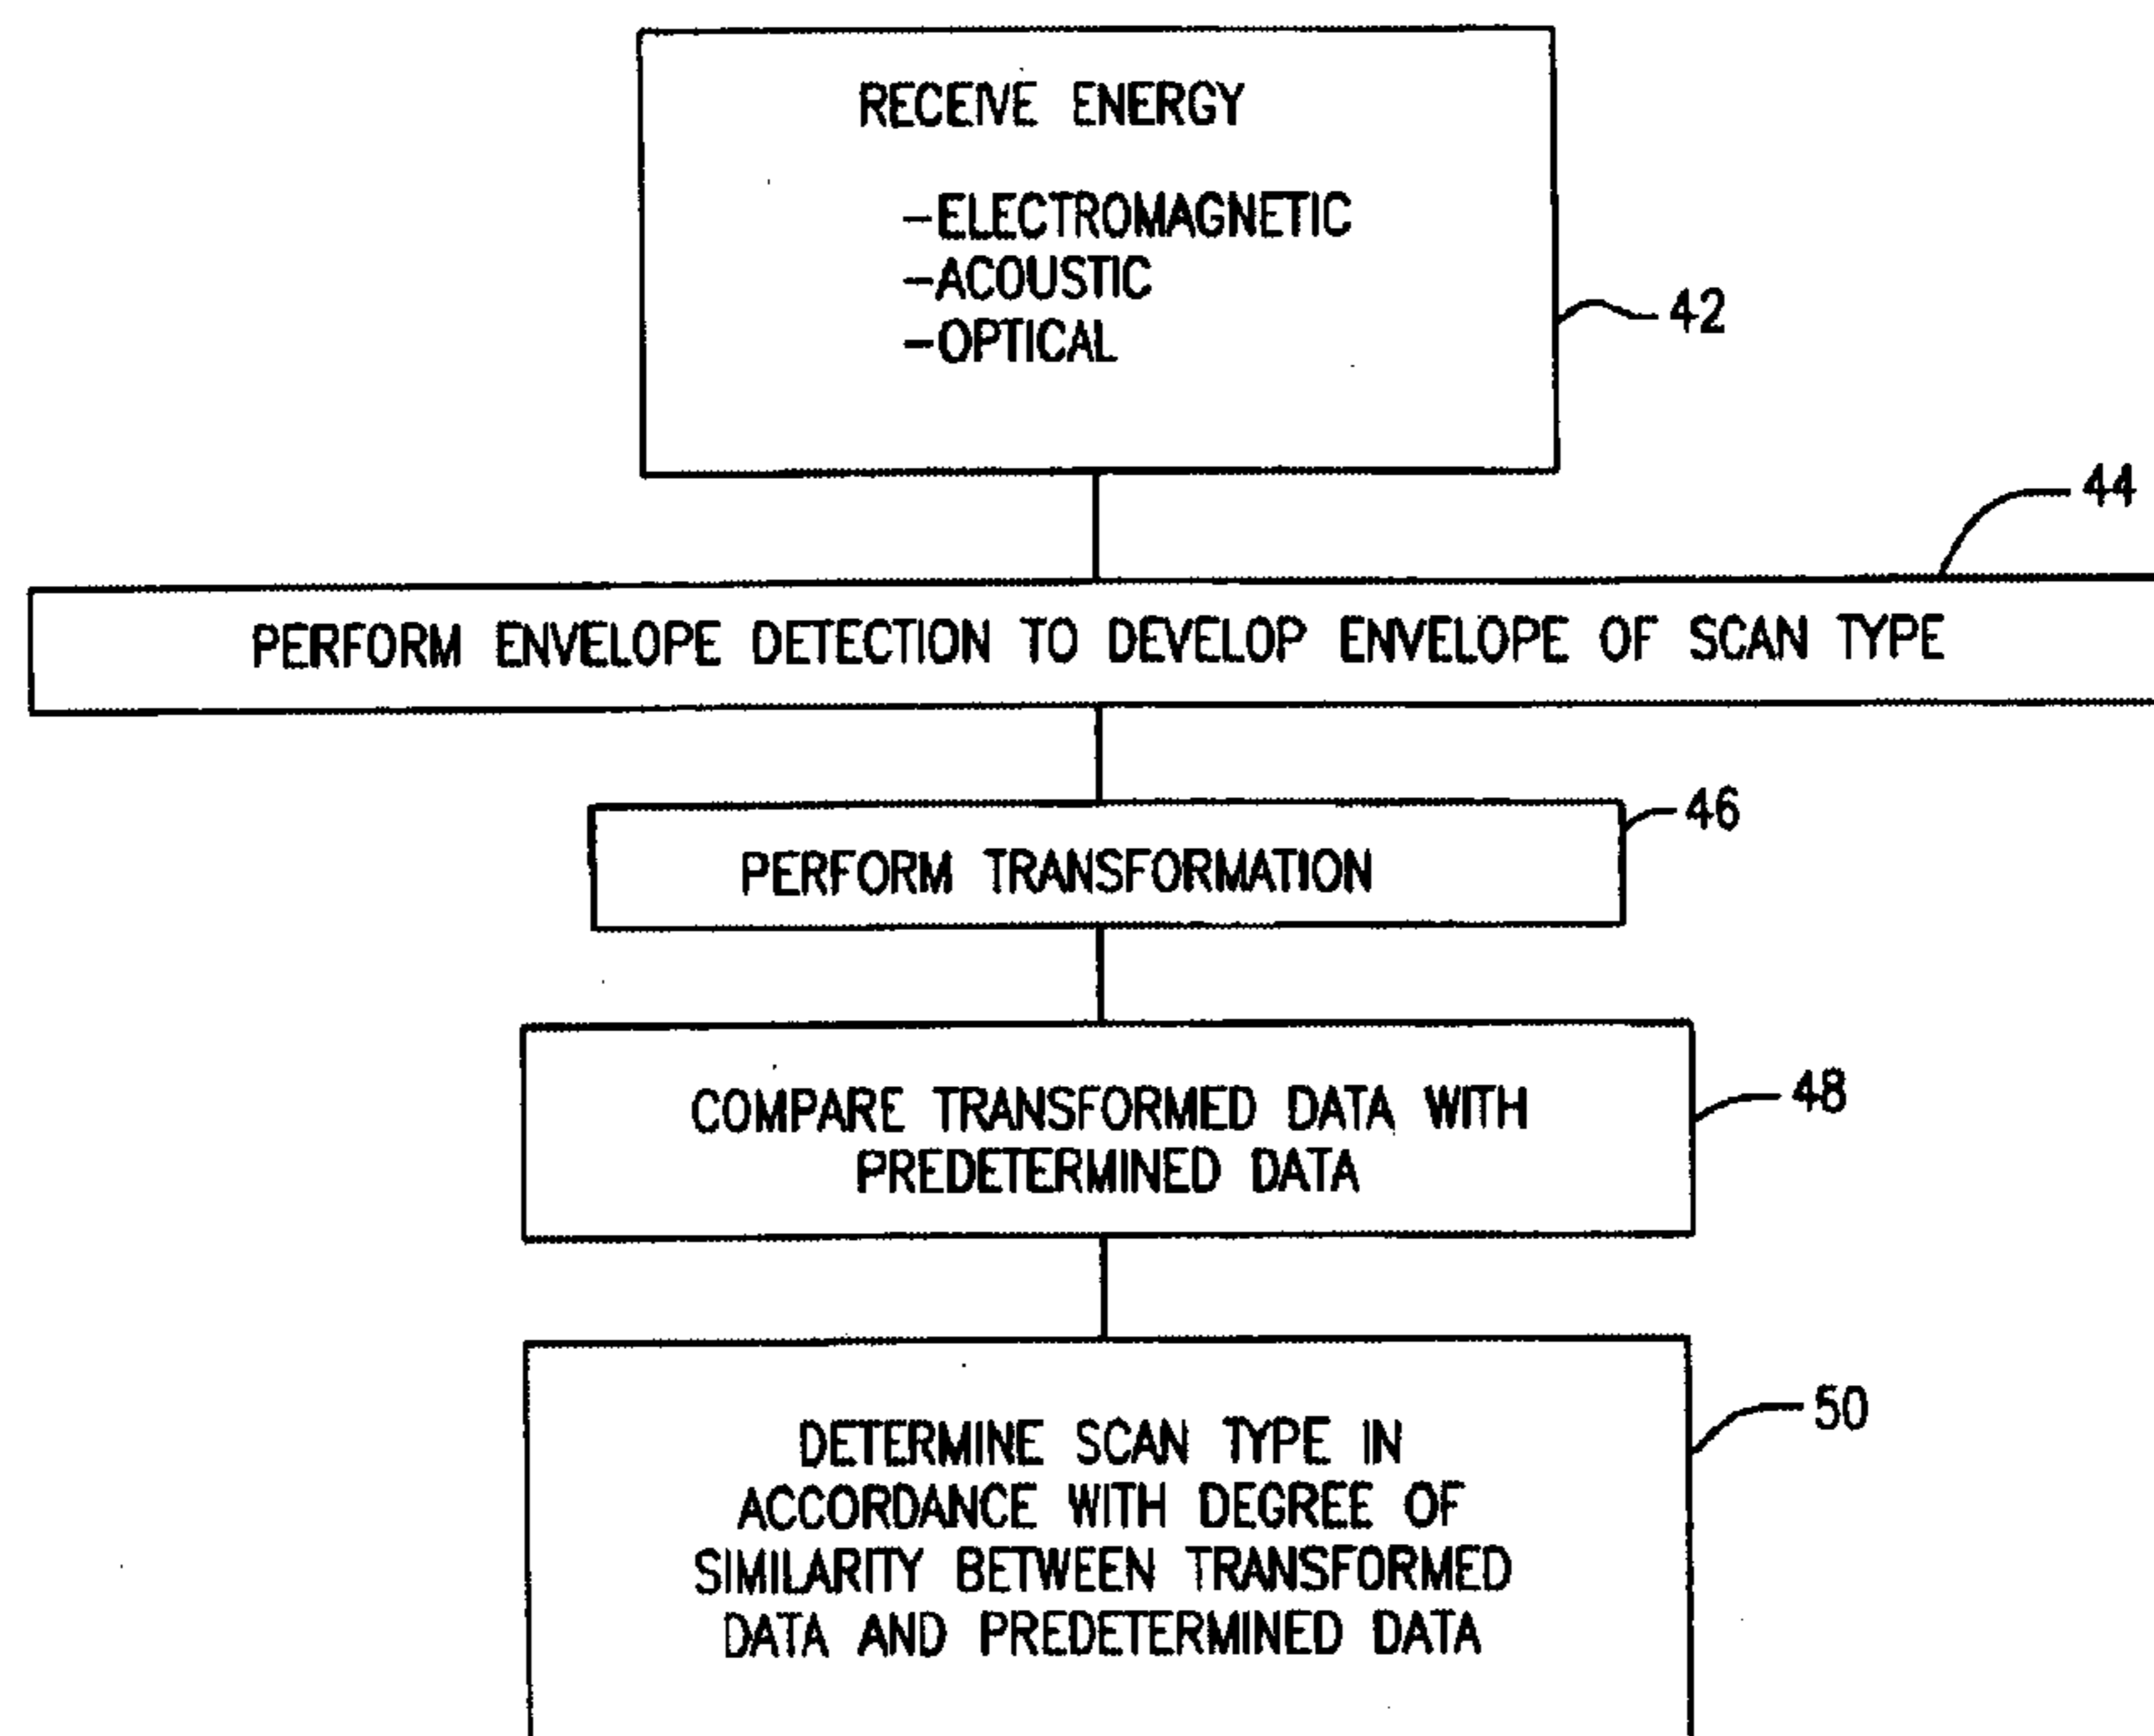 RECEIVE ENERGY
-ELECTROMAGNETIC
-ACOUSTIC
-OPTICAL
42
44
PERFORM ENVELOPE DETECTION TO DEVELOP ENVELOPE OF SCAN TYPE
46
PERFORM TRANSFORMATION
48
COMPARE TRANSFORMED DATA WITH
PREDETERMINED DATA
50
DETERMINE SCAN TYPE IN
ACCORDANCE WITH DEGREE OF
SIMILARITY BETWEEN TRANSFORMED
DATA AND PREDETERMINED DATA